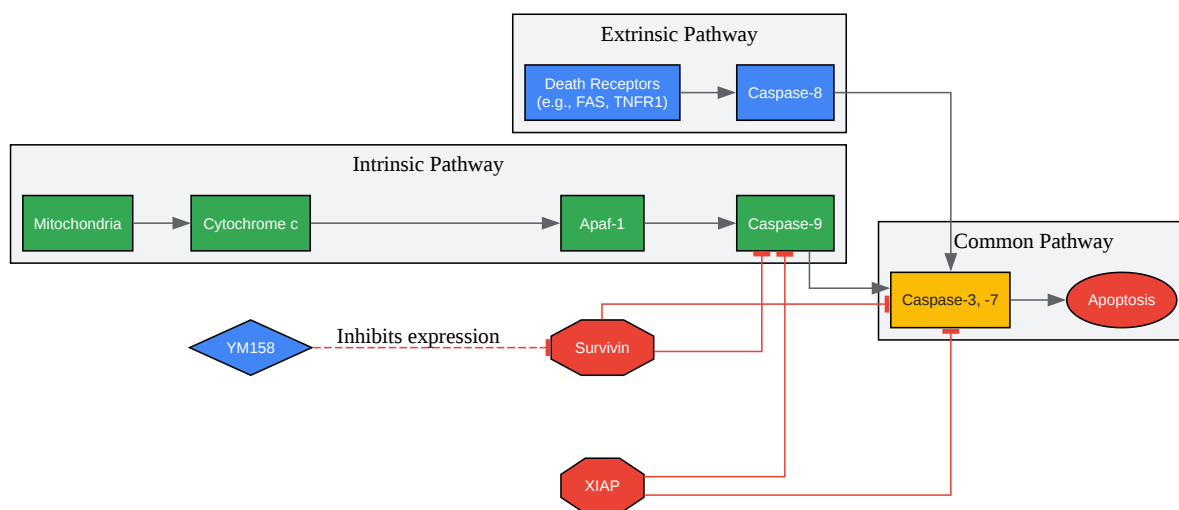 Extrinsic Pathway
Death Receptors
(e.g., FAS, TNFR1)
Caspase-8
Intrinsic Pathway
Mitochondria
Cytochrome c
Apaf-1
Caspase-9
Common Pathway
Caspase-3, -7
Apoptosis
YM158
Inhibits expression
Survivin
XIAP